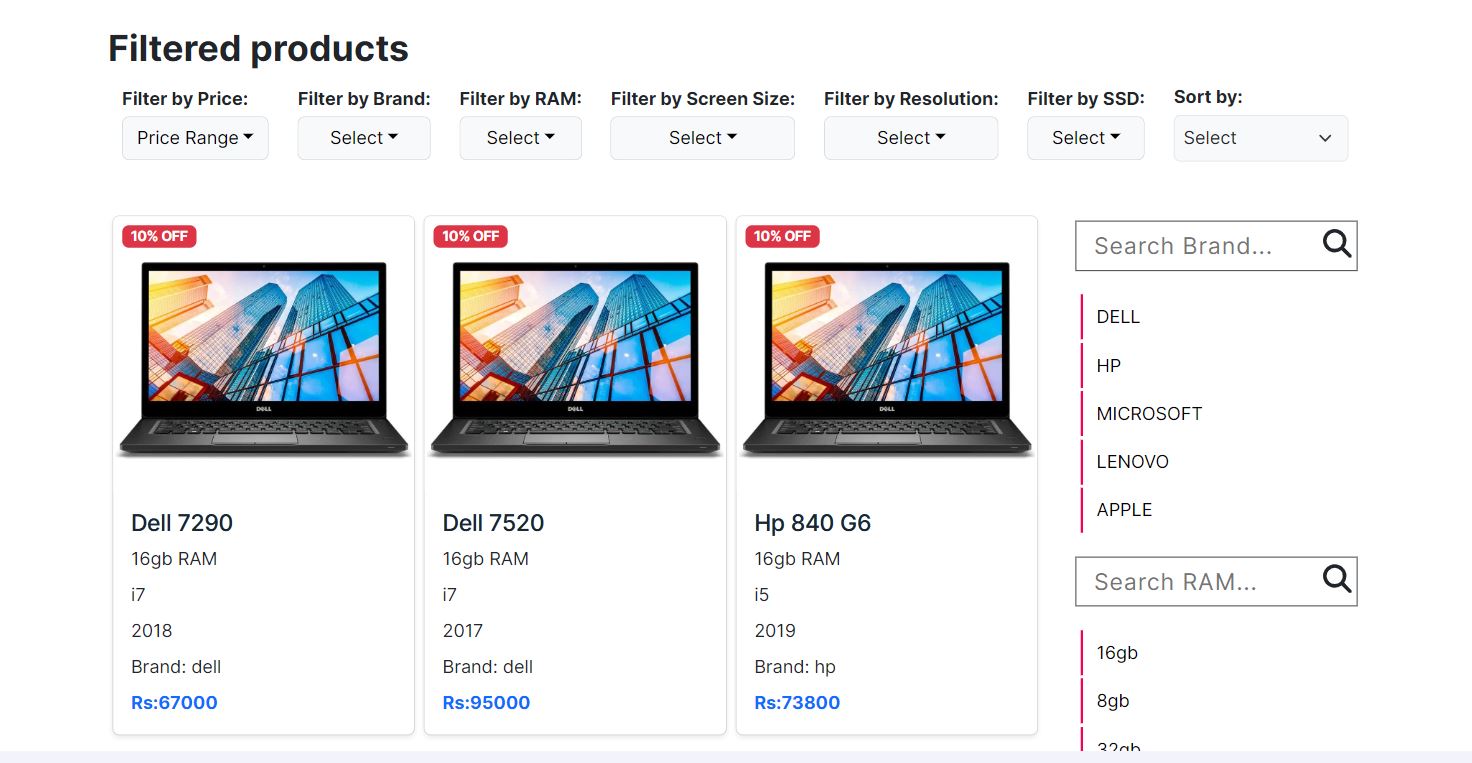 Filtered products
Filter by Price:
Price Range
Filter by Brand:
Select
Filter by RAM:
Select
Filter by Screen Size:
Select
Filter by Resolution:
Select
Filter by SSD:
Select
Sort by:
Select
10% OFF
DELL
Dell 7290
16gb RAM
i7
2018
Brand: dell
Rs:67000
10% OFF
DELL
Dell 7520
16gb RAM
i7
2017
Brand: dell
Rs:95000
10% OFF
DELL
Hp 840 G6
16gb RAM
i5
2019
Brand: hp
Rs:73800
Search Brand...
DELL
HP
MICROSOFT
LENOVO
APPLE
Search RAM...
16gb
8gb
32gb